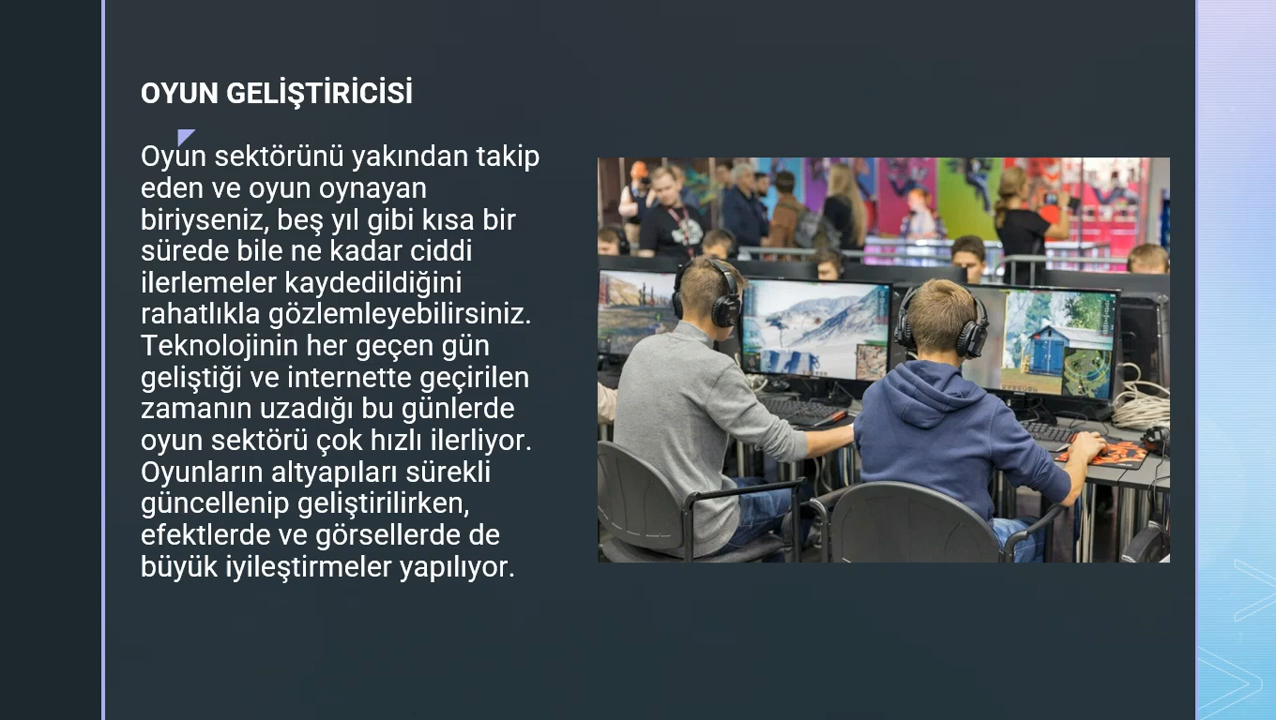 OYUN GELİŞTİRİCİSİ
Oyun sektörünü yakından takip
eden ve oyun oynayan
biriyseniz, beş yıl gibi kısa bir
sürede bile ne kadar ciddi
ilerlemeler kaydedildiğini
rahatlıkla gözlemleyebilirsiniz.
Teknolojinin her geçen gün
geliştiği ve internette geçirilen
zamanın uzadığı bu günlerde
oyun sektörü çok hızlı ilerliyor.
Oyunların altyapıları sürekli
güncellenip geliştirilirken,
efektlerde ve görsellerde de
büyük iyileştirmeler yapılıyor.